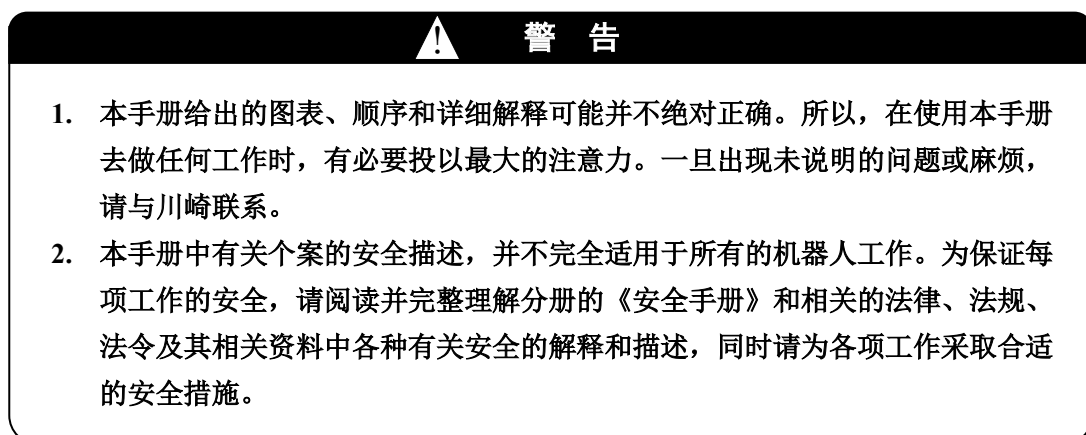 警 告
1. 本手册给出的图表、顺序和详细解释可能并不绝对正确。所以，在使用本手册
去做任何工作时，有必要投以最大的注意力。一旦出现未说明的问题或麻烦，
请与川崎联系。
2. 本手册中有关个案的安全描述，并不完全适用于所有的机器人工作。为保证每
项工作的安全，请阅读并完整理解分册的《安全手册》和相关的法律、法规、
法令及其相关资料中各种有关安全的解释和描述，同时请为各项工作采取合适
的安全措施。